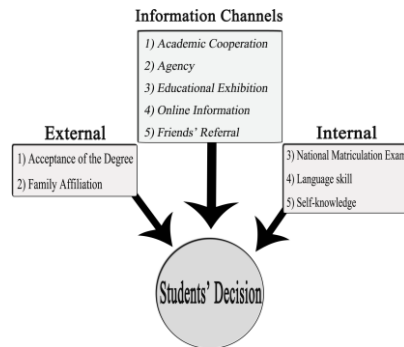 Information Channels
1) Academic Cooperation
2) Agency
3) Educational Exhibition
4) Online Information
5) Friends' Referral
External
1) Acceptance of the Degree
2) Family Affiliation
Internal
3) National Matriculation Exam
4) Language skill
5) Self-knowledge
Students' Decision